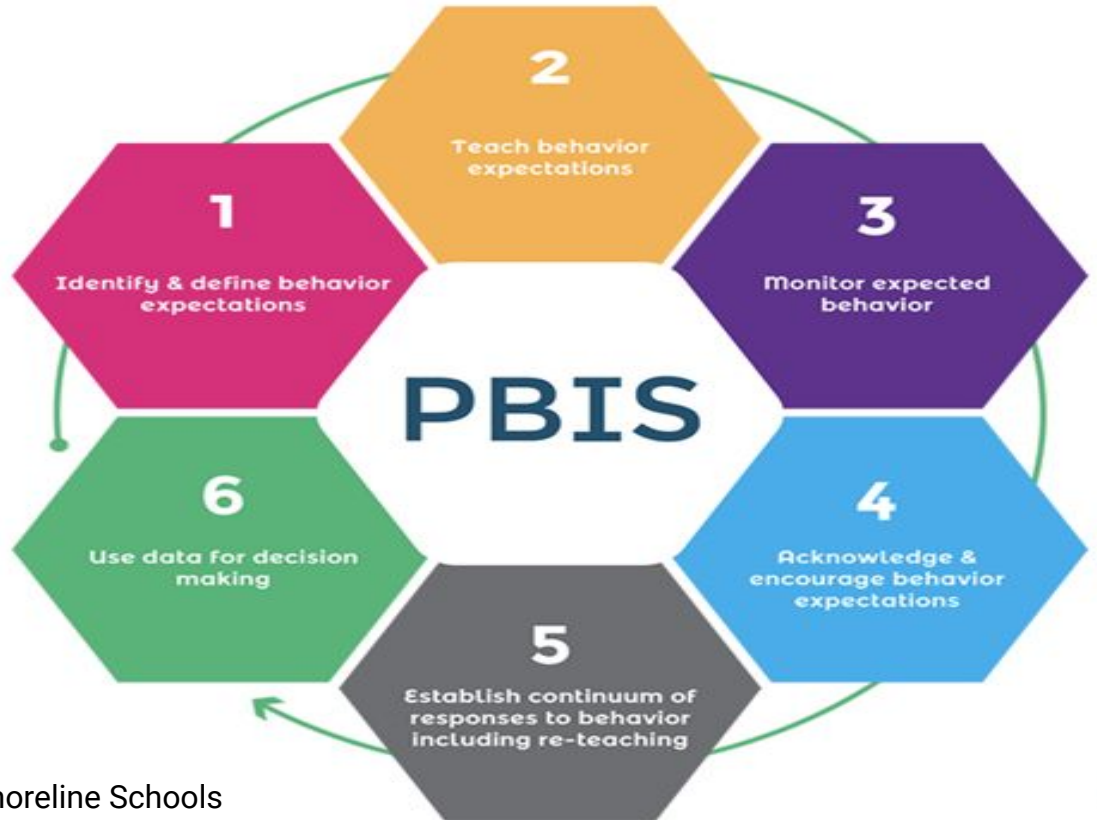 1
Identify & define behavior
expectations
2
Teach behavior
expectations
3
Monitor expected
behavior
4
Acknowledge &
encourage behavior
expectations
5
Establish continuum of
responses to behavior
including re-teaching
6
Use data for decision
making
PBIS
Schools